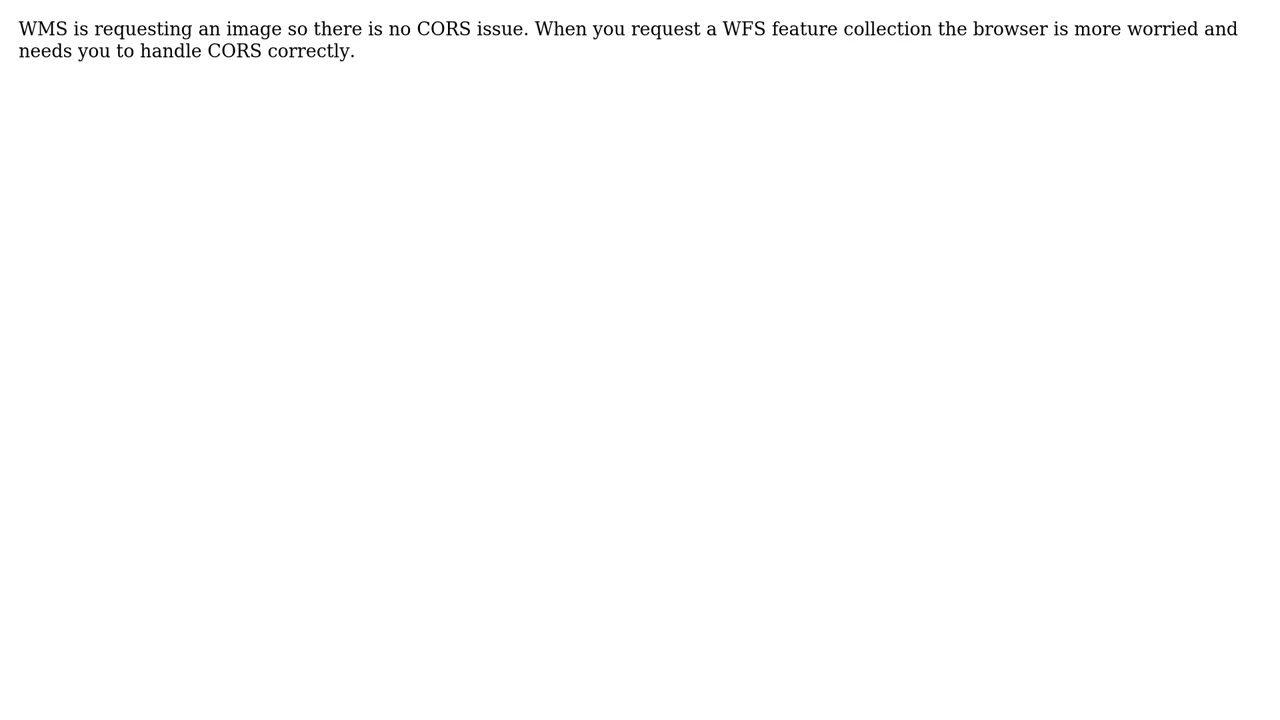 WMS is requesting an image so there is no CORS issue. When you request a WFS feature collection the browser is more worried and
needs you to handle CORS correctly.